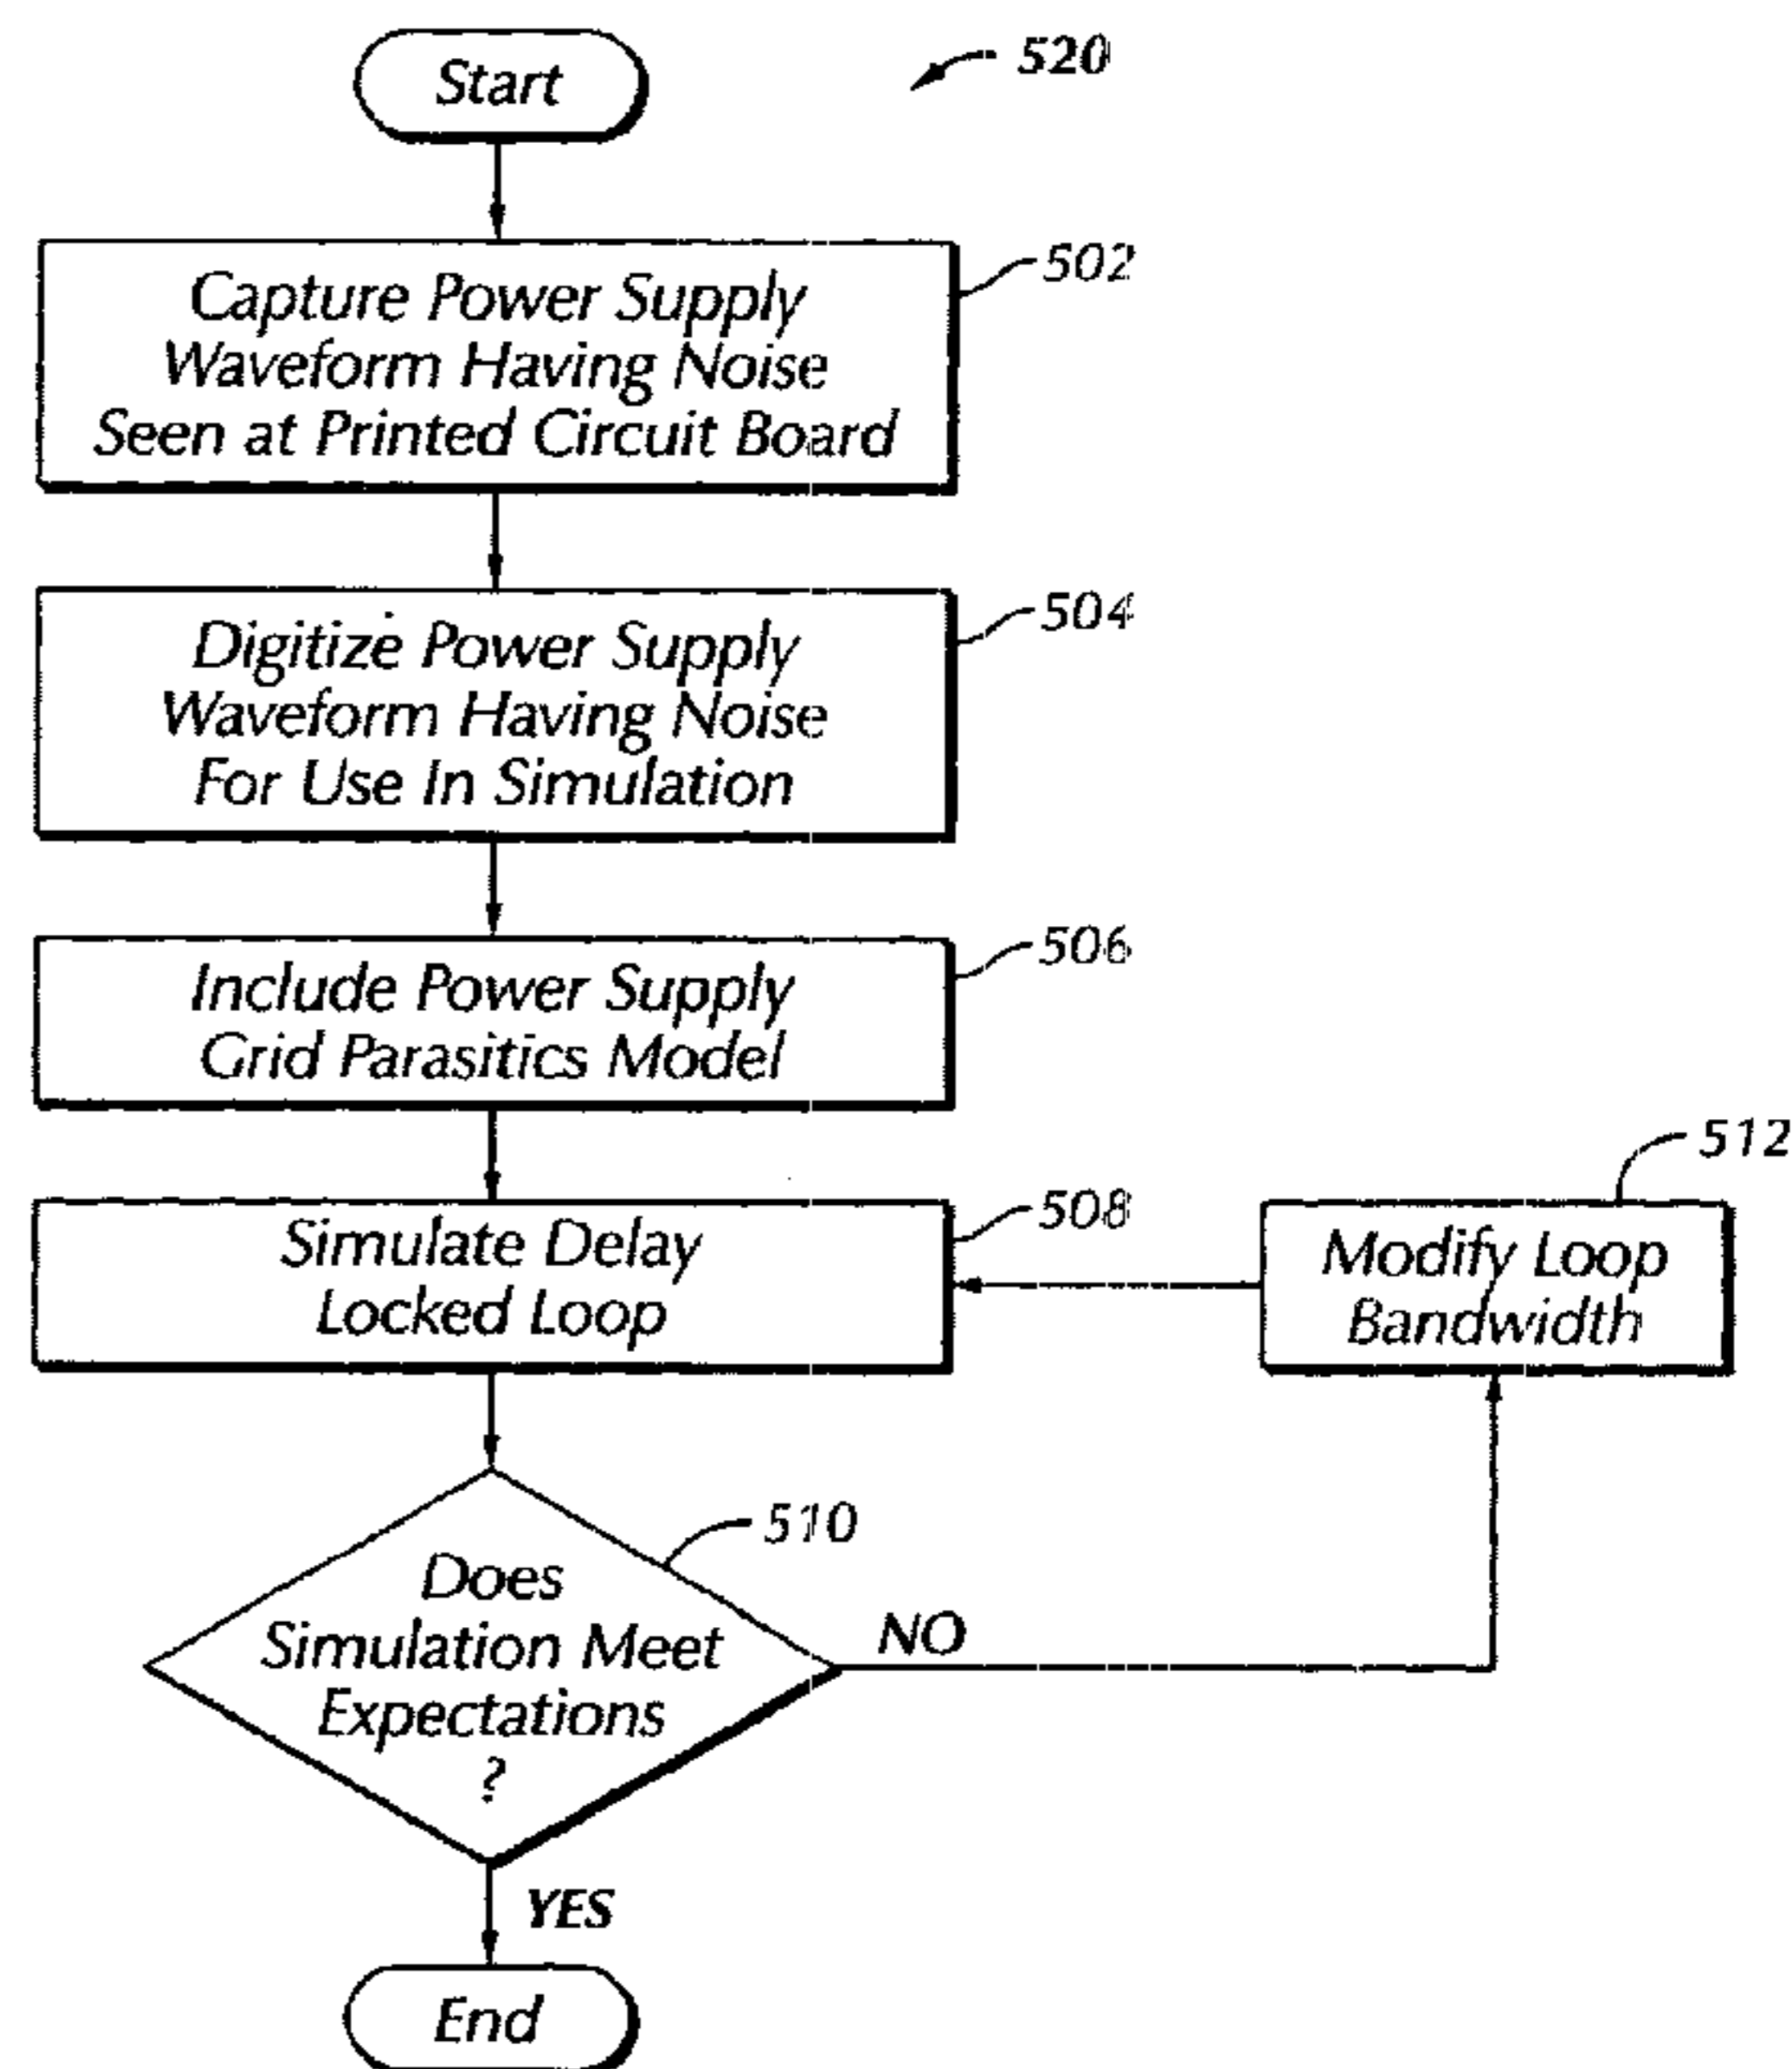 Start
520
Capture Power Supply
Waveform Having Noise
Seen at Printed Circuit Board
502
Digitize Power Supply
Waveform Having Noise
For Use In Simulation
504
Include Power Supply
Grid Parasitics Model
506
Simulate Delay
Locked Loop
508
Modify Loop
Bandwidth
512
Does
Simulation Meet
Expectations
?
510
NO
YES
End